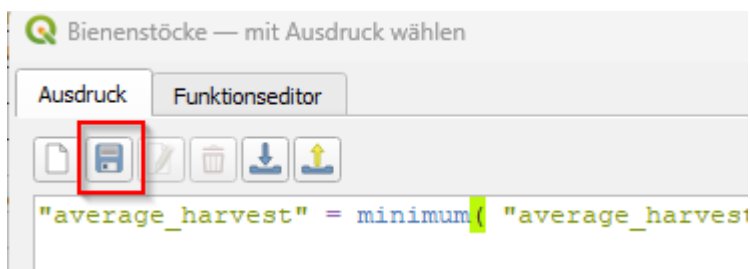 Bienenstöcke — mit Ausdruck wählen
Ausdruck Funktionseditor
"average_harvest" = minimum( "average_harvest